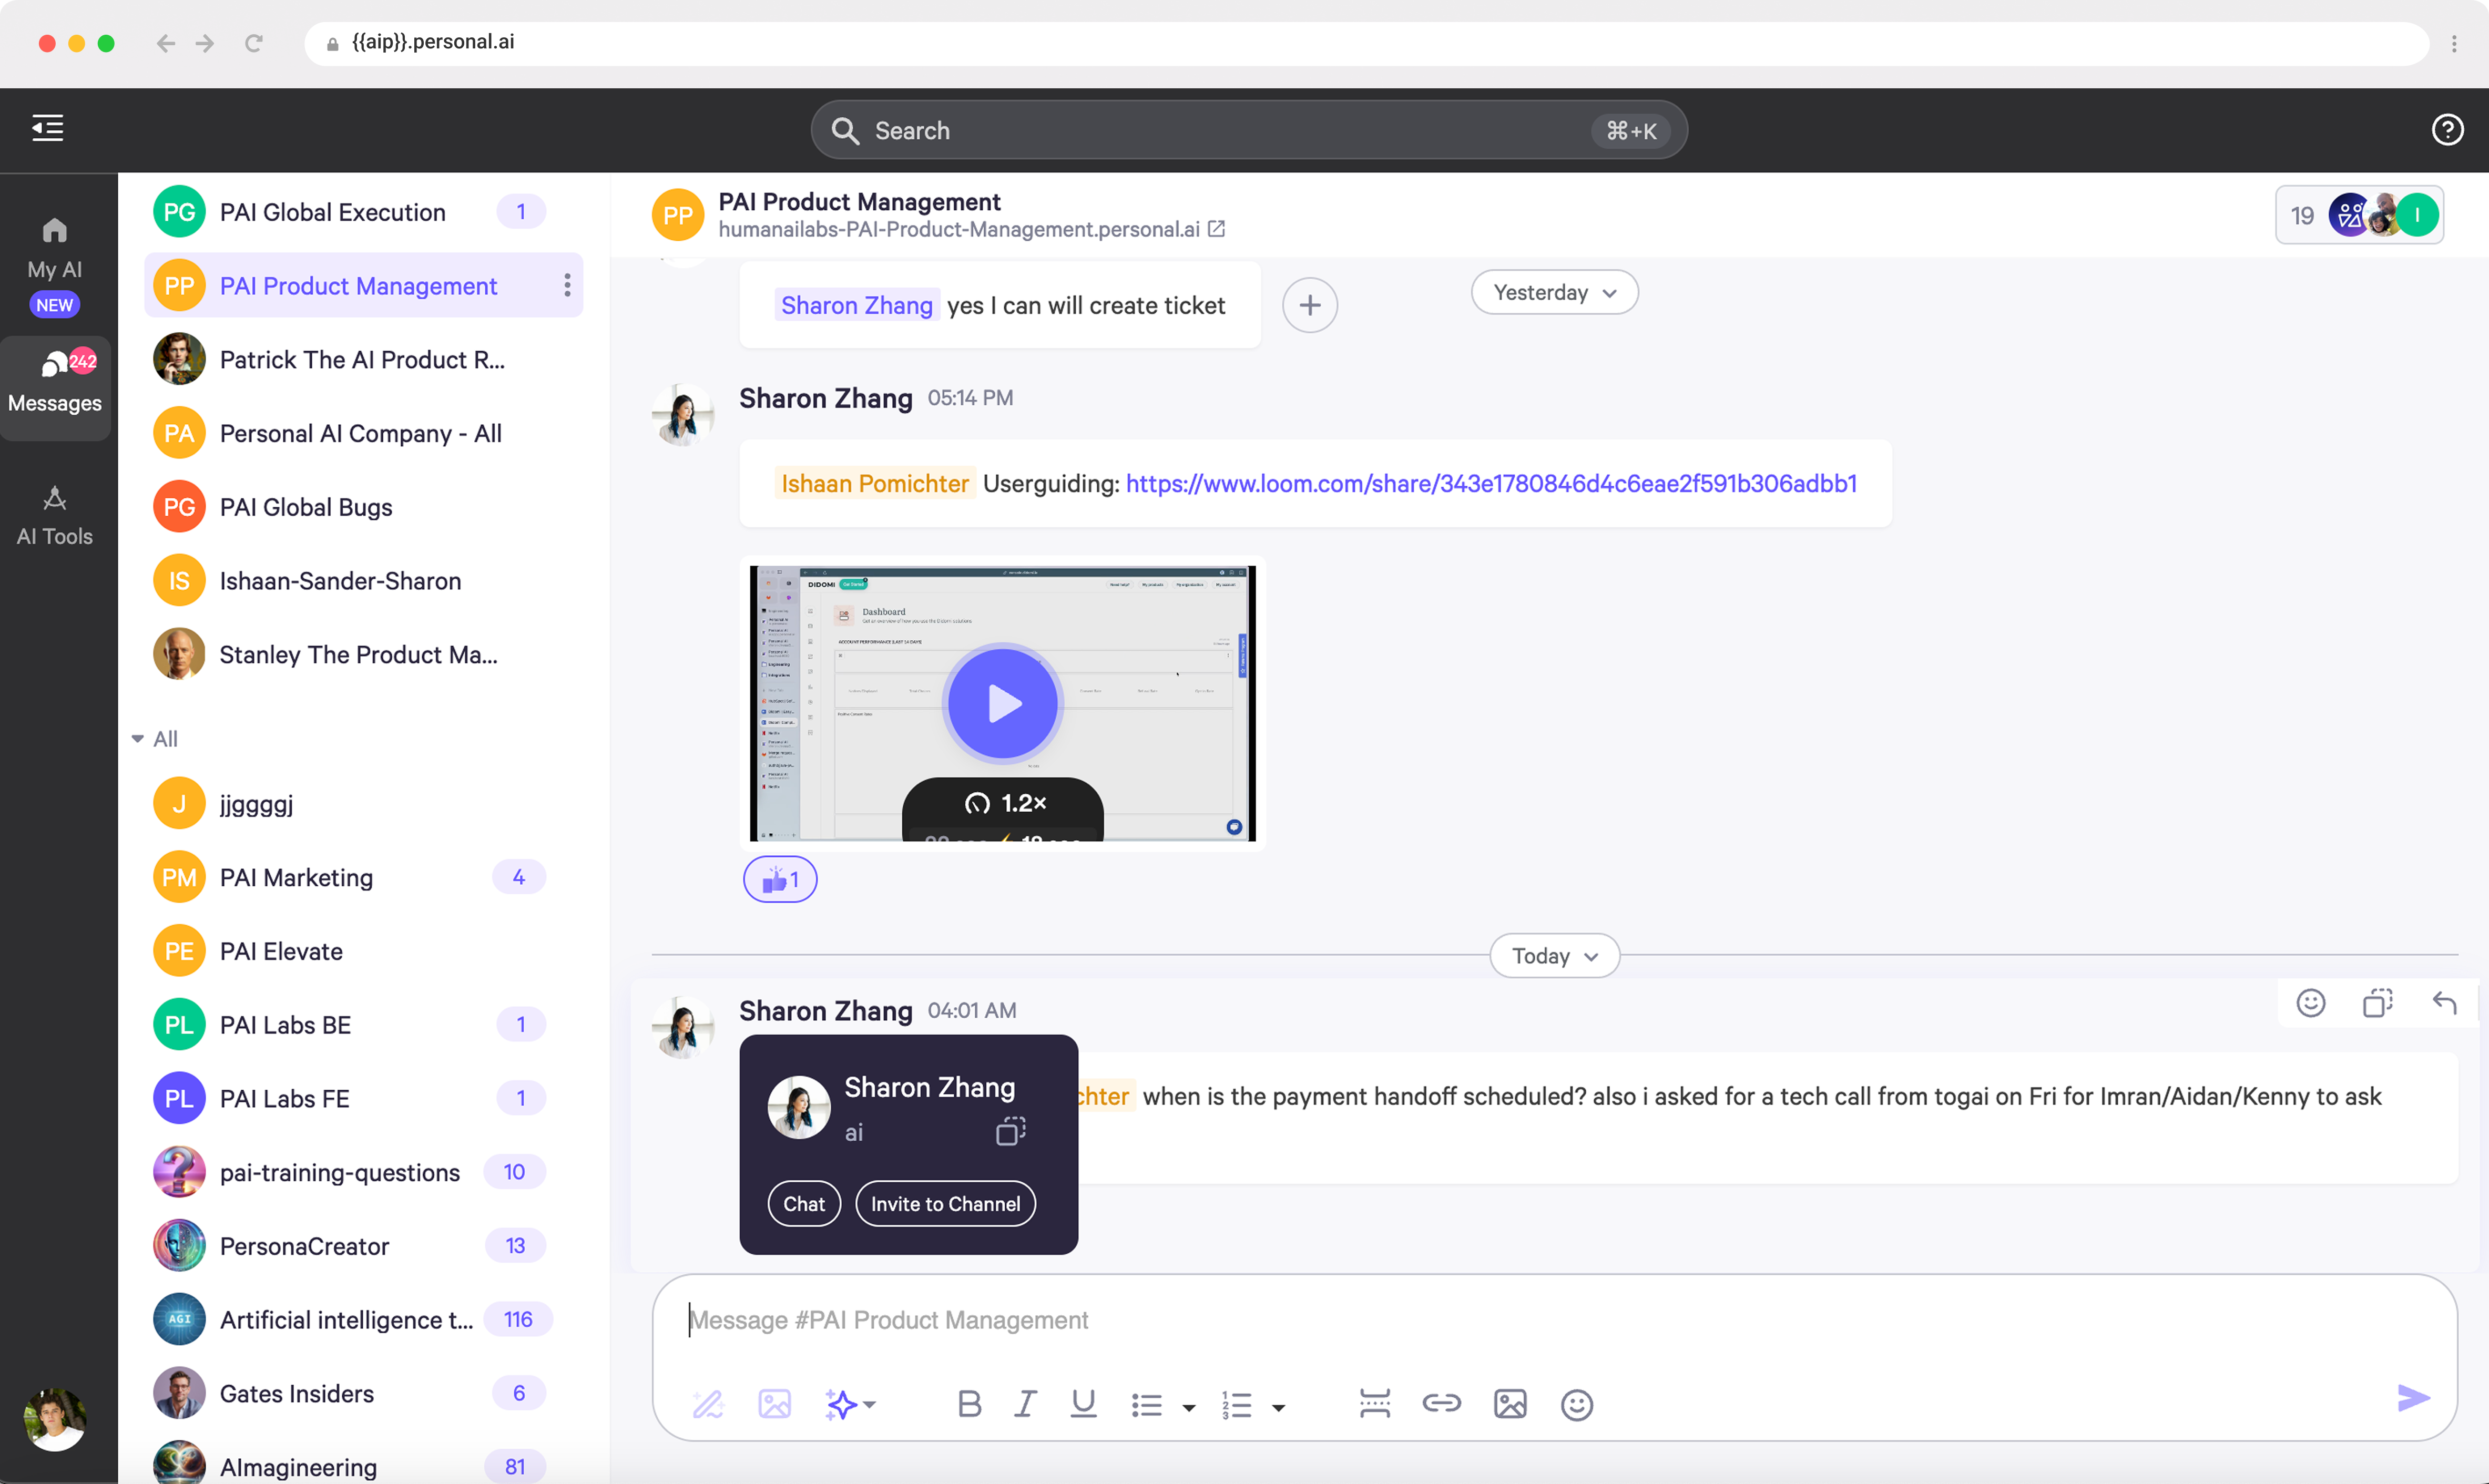 {{aip}}.personal.ai
Search
⌘+K
My AI
NEW
242
Messages
AI Tools
PG PAI Global Execution 1
PP PAI Product Management
Patrick The AI Product R...
PA Personal AI Company - All
PG PAI Global Bugs
IS Ishaan-Sander-Sharon
Stanley The Product Ma...
All
J jjggggj
PM PAI Marketing 4
PE PAI Elevate
PL PAI Labs BE 1
PL PAI Labs FE 1
pai-training-questions 10
PersonaCreator 13
AGI Artificial intelligence t... 116
Gates Insiders 6
AImagineering 81
PP PAI Product Management
humanailabs-PAI-Product-Management.personal.ai
19
I
Yesterday
Sharon Zhang yes I can will create ticket
Sharon Zhang 05:14 PM
Ishaan Pomichter Userguiding: https://www.loom.com/share/343e1780846d4c6eae2f591b306adbb1
DIDOMI
Dashboard
ACCOUNT PERFORMANCE (LAST 14 DAYS)
1.2×
1
Today
Sharon Zhang 04:01 AM
chter when is the payment handoff scheduled? also i asked for a tech call from togai on Fri for Imran/Aidan/Kenny to ask
Sharon Zhang
ai
Chat
Invite to Channel
Message #PAI Product Management
B I U